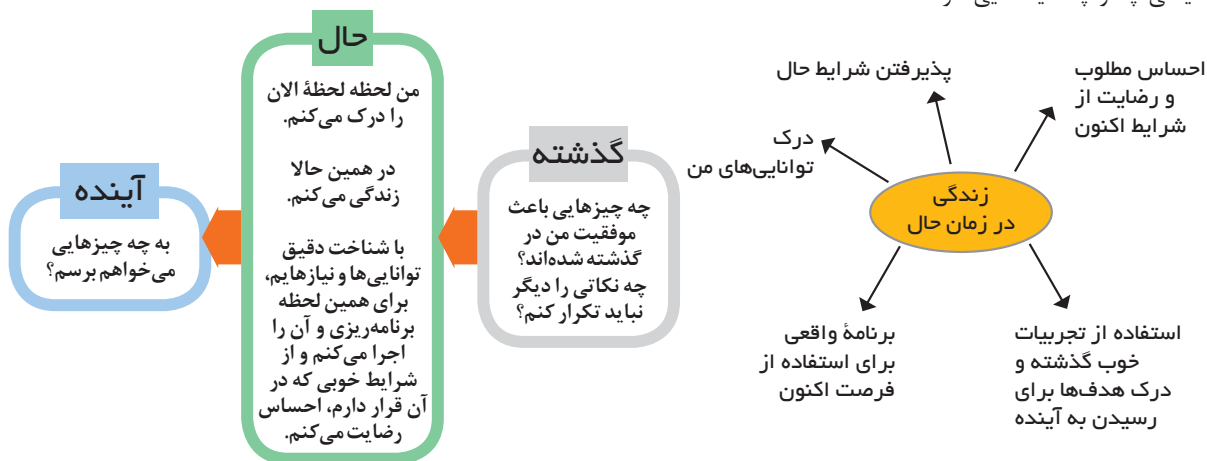 احساس مطلوب
و رضایت از
شرایط اکنون
پذیرفتن شرایط حال
درک
توانایی‌های من
زندگی
در زمان حال
استفاده از تجربیات
خوب گذشته و
درک هدف‌ها برای
رسیدن به آینده
برنامهٔ واقعی
برای استفاده از
فرصت اکنون
گذشته
چه چیزهایی باعث
موفقیت من در
گذشته شده‌اند؟
چه نکاتی را دیگر
نباید تکرار کنم؟
حال
من لحظه لحظهٔ الان
را درک می‌کنم.
در همین حالا
زندگی می‌کنم.
با شناخت دقیق
توانایی‌ها و نیازهایم،
برای همین لحظه
برنامه‌ریزی و آن را
اجرا می‌کنم و از
شرایط خوبی که در
آن قرار دارم، احساس
رضایت می‌کنم.
آینده
به چه چیزهایی
می‌خواهم برسم؟